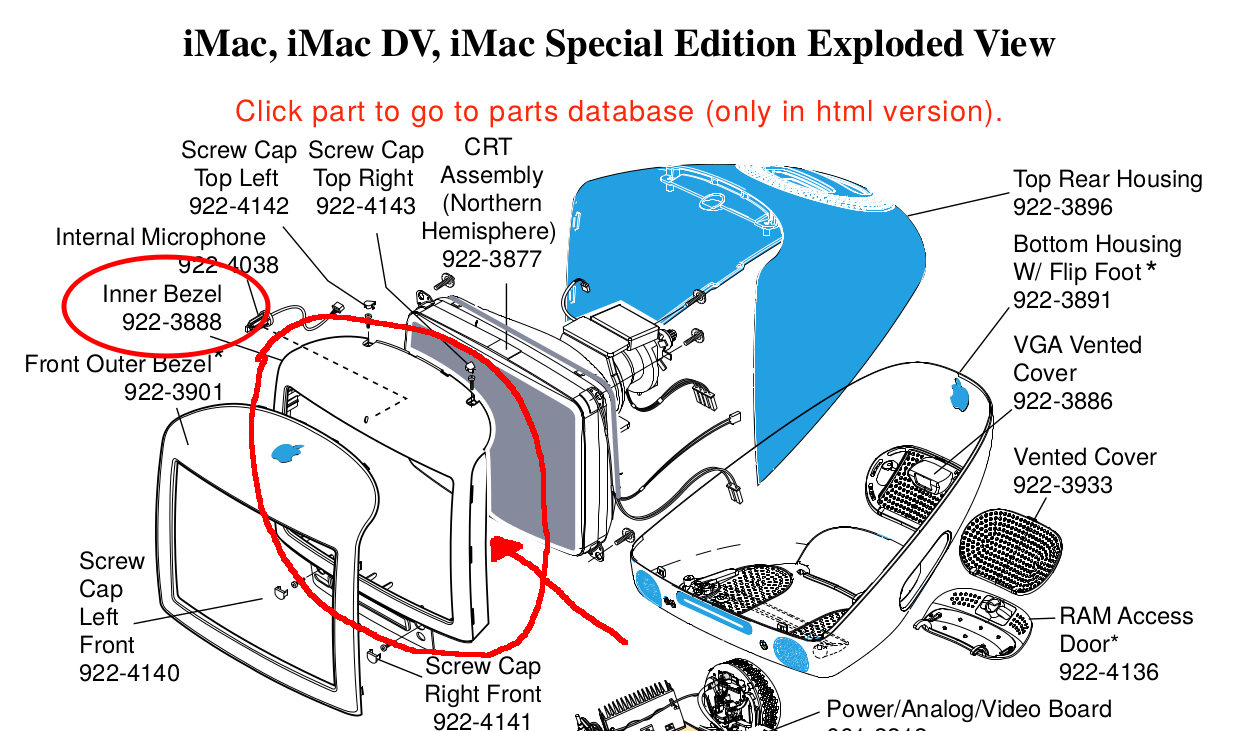 iMac, iMac DV, iMac Special Edition Exploded View
Click part to go to parts database (only in html version).
Screw Cap
Top Left
922-4142
Screw Cap
Top Right
922-4143
CRT
Assembly
(Northern
Hemisphere)
922-3877
Top Rear Housing
922-3896
Internal Microphone
922-4038
Bottom Housing
W/ Flip Foot*
922-3891
Inner Bezel
922-3888
VGA Vented
Cover
922-3886
Front Outer Bezel*
922-3901
Vented Cover
922-3933
Screw
Cap
Left
Front
922-4140
RAM Access
Door*
922-4136
Screw Cap
Right Front
922-4141
Power/Analog/Video Board